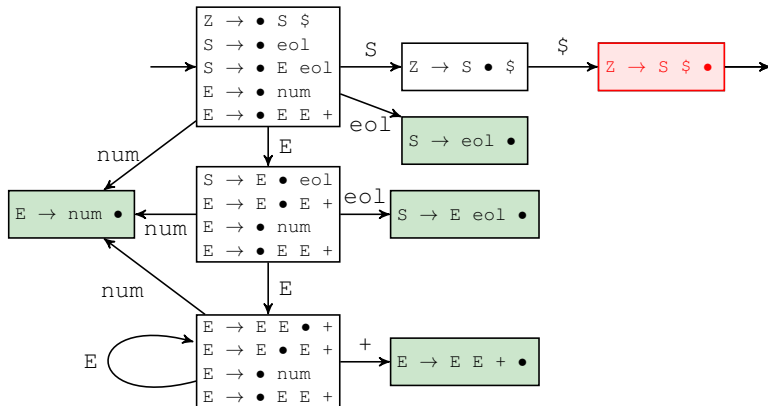 Z → • S $
S → • eol
S → • E eol
E → • num
E → • E E +
S
Z → S • $
$
Z → S $ •
eol
S → eol •
num
E
S → E • eol
E → E • E +
E → • num
E → • E E +
eol
S → E eol •
E → num •
num
num
E
E → E E • +
E → E • E +
E → • num
E → • E E +
E
+
E → E E + •